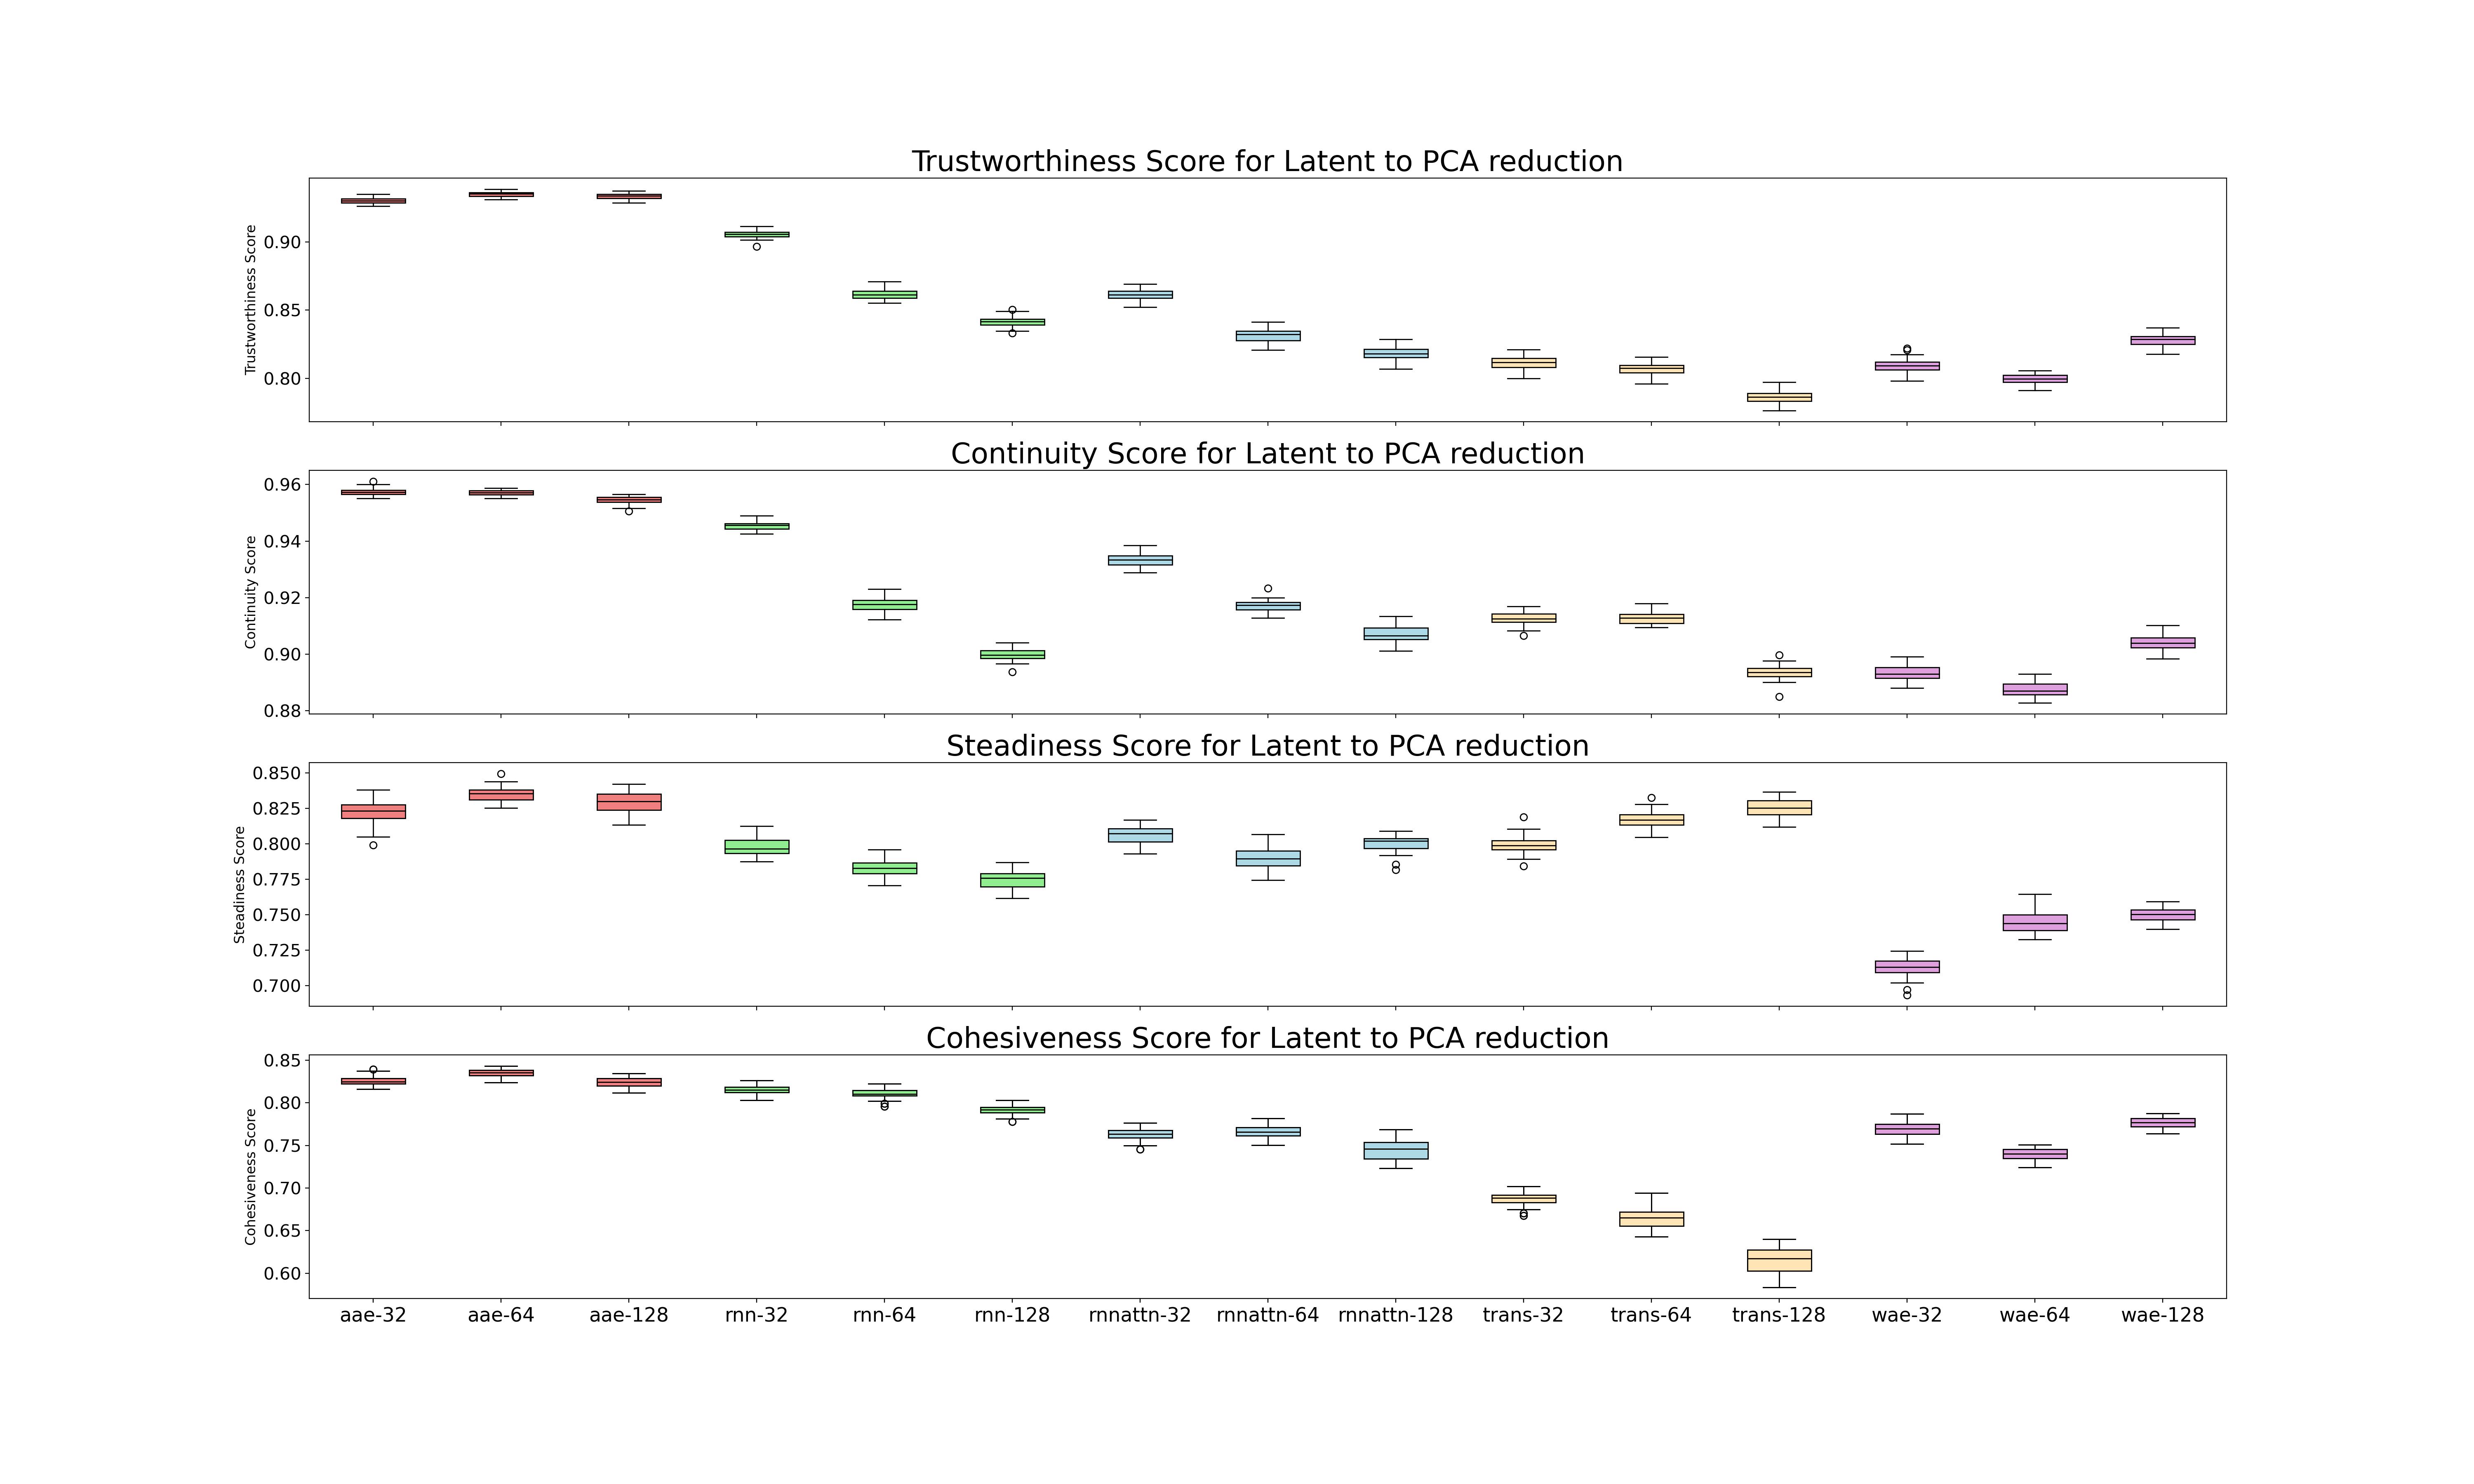 Trustworthiness Score for Latent to PCA reduction
Trustworthiness Score
0.90
0.85
0.80
Continuity Score for Latent to PCA reduction
Continuity Score
0.96
0.94
0.92
0.90
0.88
Steadiness Score for Latent to PCA reduction
Steadiness Score
0.850
0.825
0.800
0.775
0.750
0.725
0.700
Cohesiveness Score for Latent to PCA reduction
Cohesiveness Score
0.85
0.80
0.75
0.70
0.65
0.60
aae-32 aae-64 aae-128 rnn-32 rnn-64 rnn-128 rnnattn-32 rnnattn-64 rnnattn-128 trans-32 trans-64 trans-128 wae-32 wae-64 wae-128